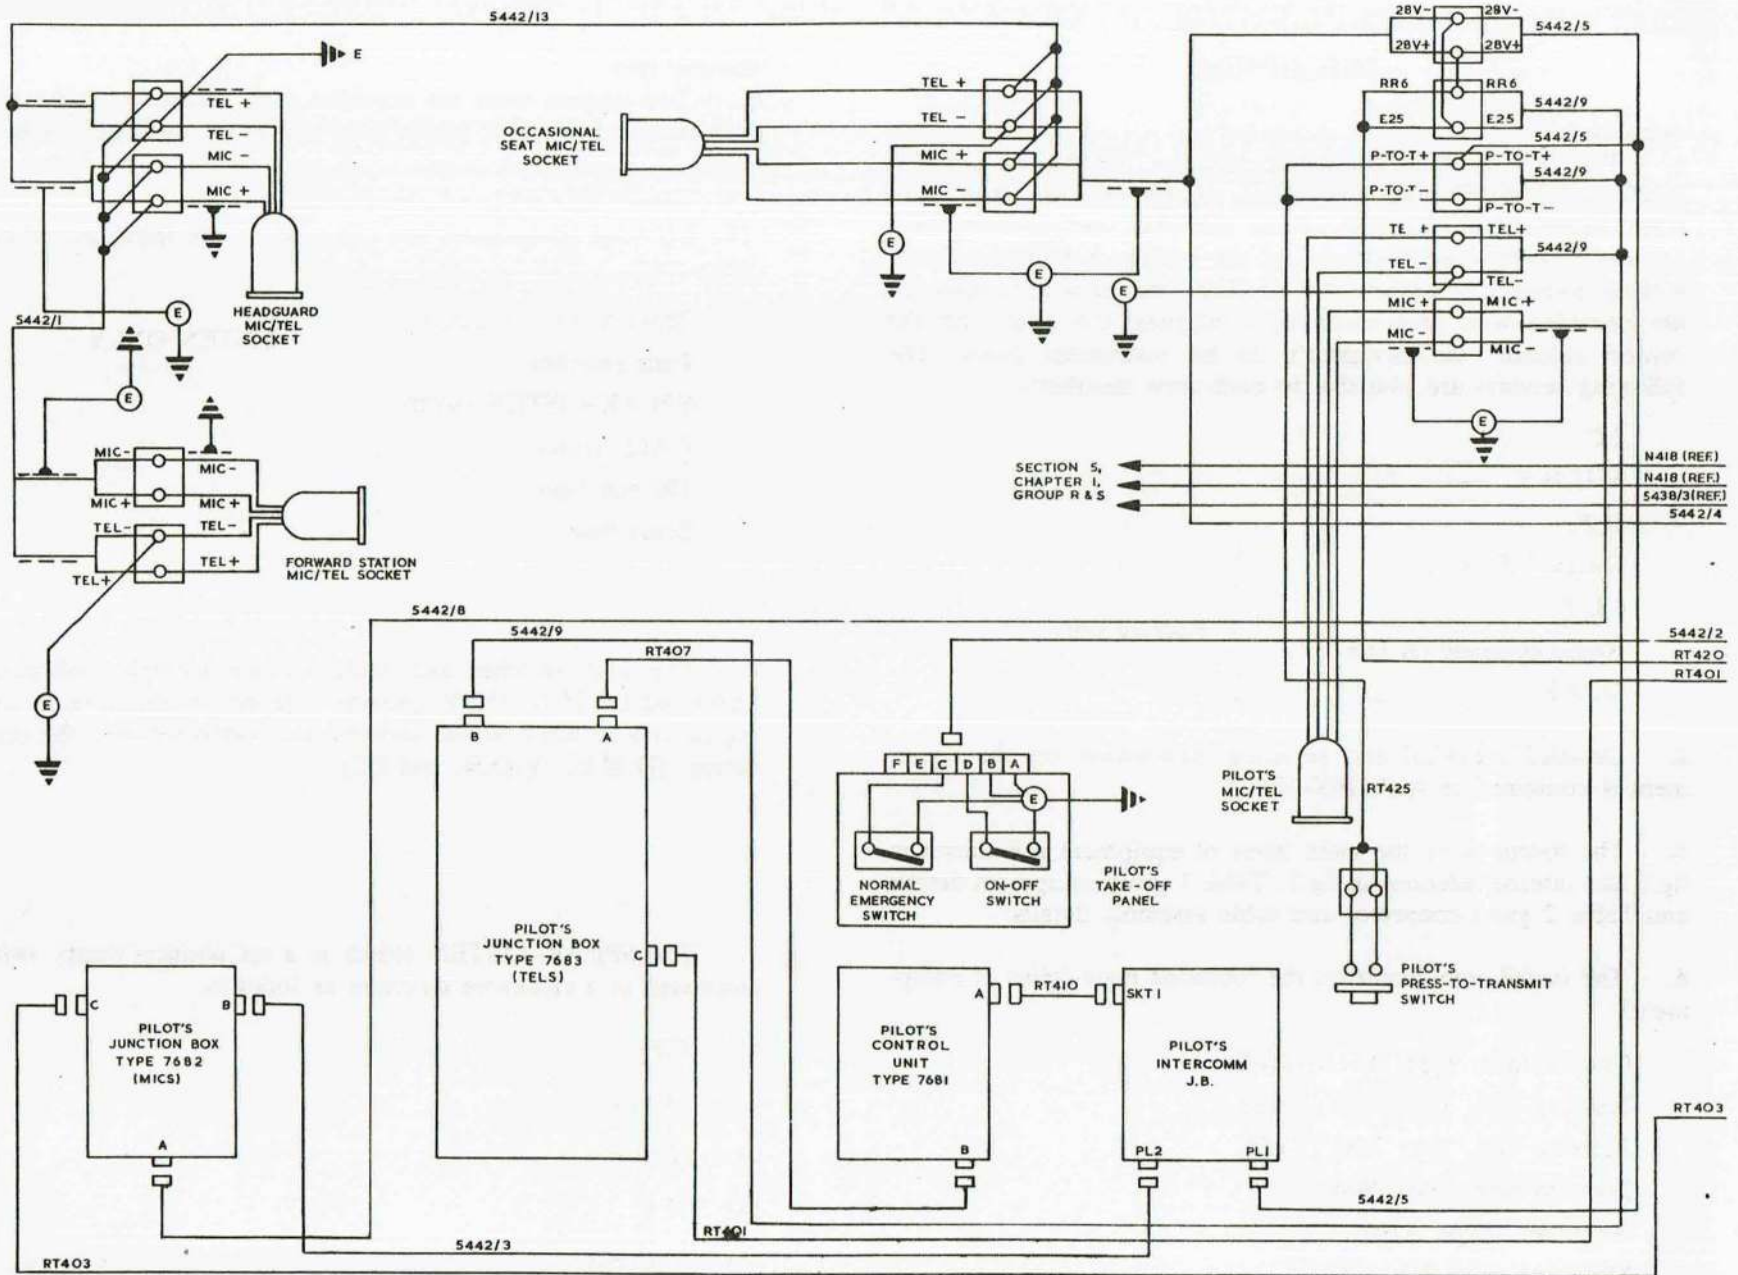 5442/13
E
TEL +
TEL -
MIC -
MIC +
HEADGUARD
MIC/TEL
SOCKET
E
5442/1
E
MIC-
MIC -
MIC+
MIC+
TEL-
TEL-
TEL+
TEL+
FORWARD STATION
MIC/TEL SOCKET
E
OCCASIONAL
SEAT MIC/TEL
SOCKET
TEL +
TEL -
MIC +
MIC -
E
E
E
28V-
28V-
5442/5
28V+
28V+
RR6
RR6
5442/9
E25
E25
5442/5
P-TO-T+
P-TO-T+
5442/9
P-TO-T-
P-TO-T-
TE +
TEL+
5442/9
TEL-
TEL-
MIC+
MIC+
MIC-
MIC-
E
SECTION 5,
CHAPTER 1,
GROUP R & S
N418 (REF.)
N418 (REF.)
5438/3(REF.)
5442/4
5442/8
5442/9
RT407
5442/2
RT420
RT401
B
A
PILOT'S
JUNCTION BOX
TYPE 7683
(TELS)
C
F E C D B A
E
NORMAL
EMERGENCY
SWITCH
ON-OFF
SWITCH
PILOT'S
TAKE-OFF
PANEL
PILOT'S
MIC/TEL
SOCKET
RT425
PILOT'S
PRESS-TO-TRANSMIT
SWITCH
C
B
PILOT'S
JUNCTION BOX
TYPE 7682
(MICS)
A
A
RT410
SKT 1
PILOT'S
CONTROL
UNIT
TYPE 7681
B
PILOT'S
INTERCOMM
J.B.
PL2
PL1
5442/5
RT403
RT401
5442/3
RT403